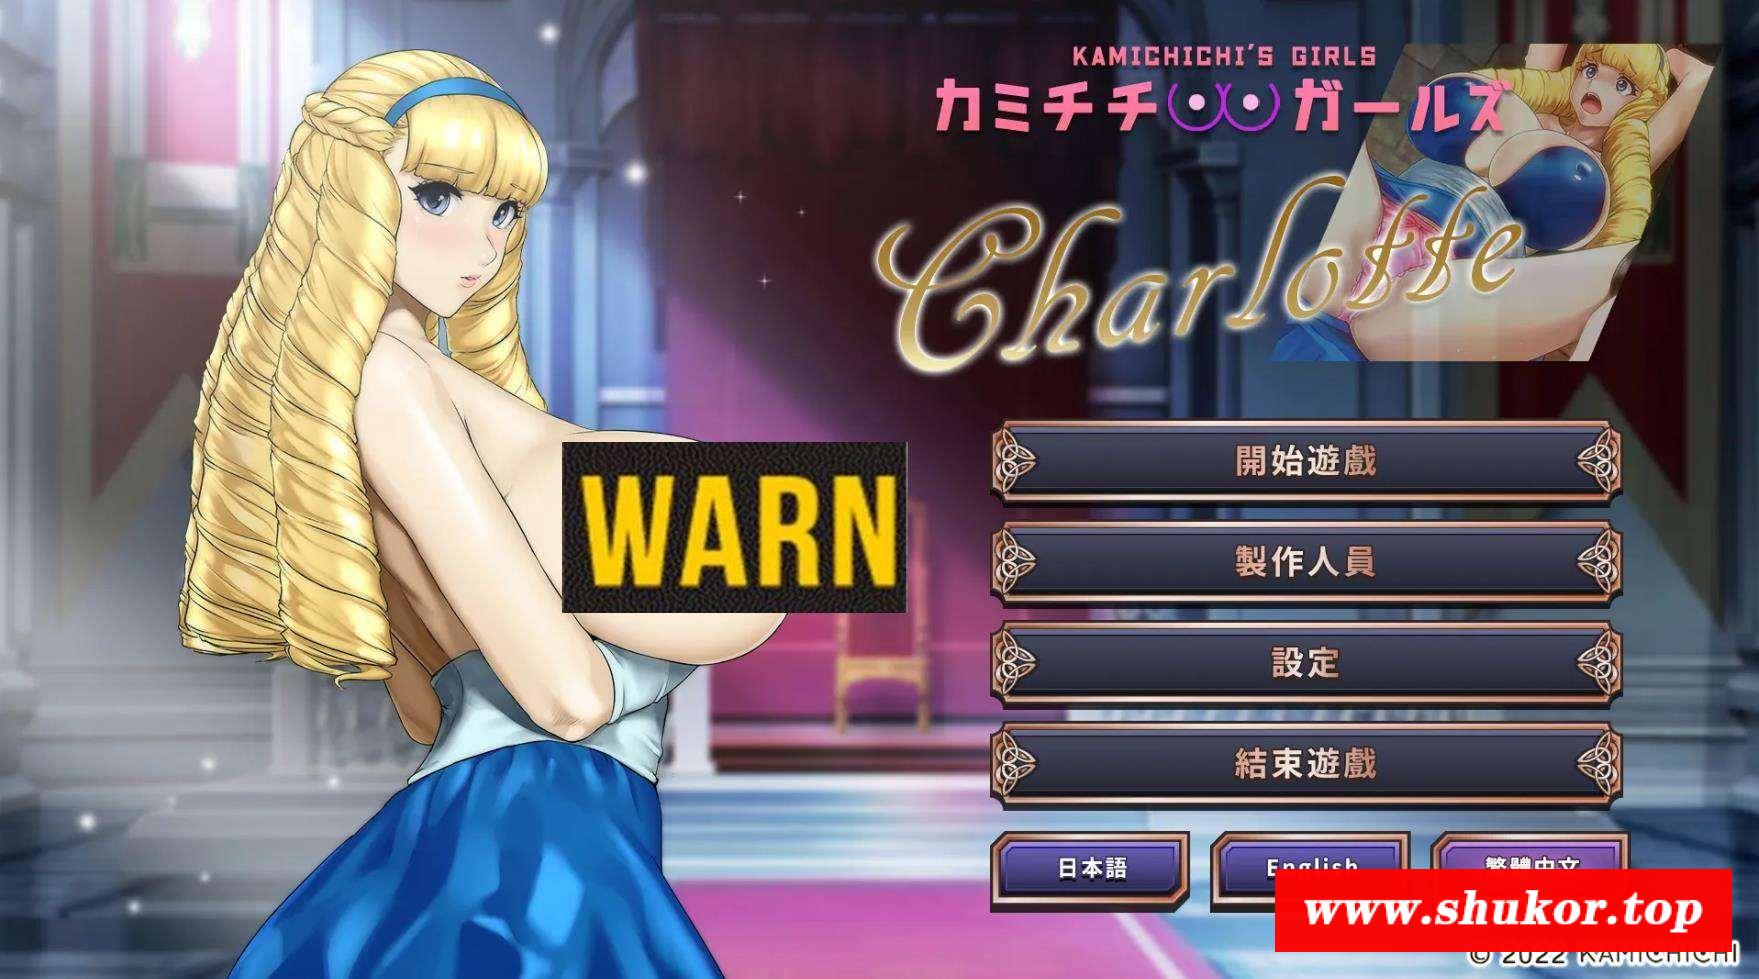 KAMICHICHI'S GIRLS
カミチチガールズ
Charlotte
WARN
開始遊戲
製作人員
設定
結束遊戲
日本語
English
繁體中文
www.shukor.top
© 2022 KAMICHICHI